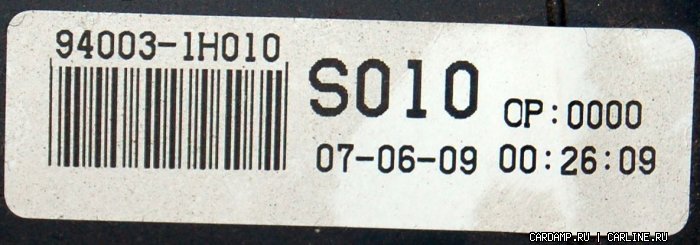 94003-1H010
S010 OP:0000
07-06-09 00:26:09
CARDAMP.RU | CARLINE.RU